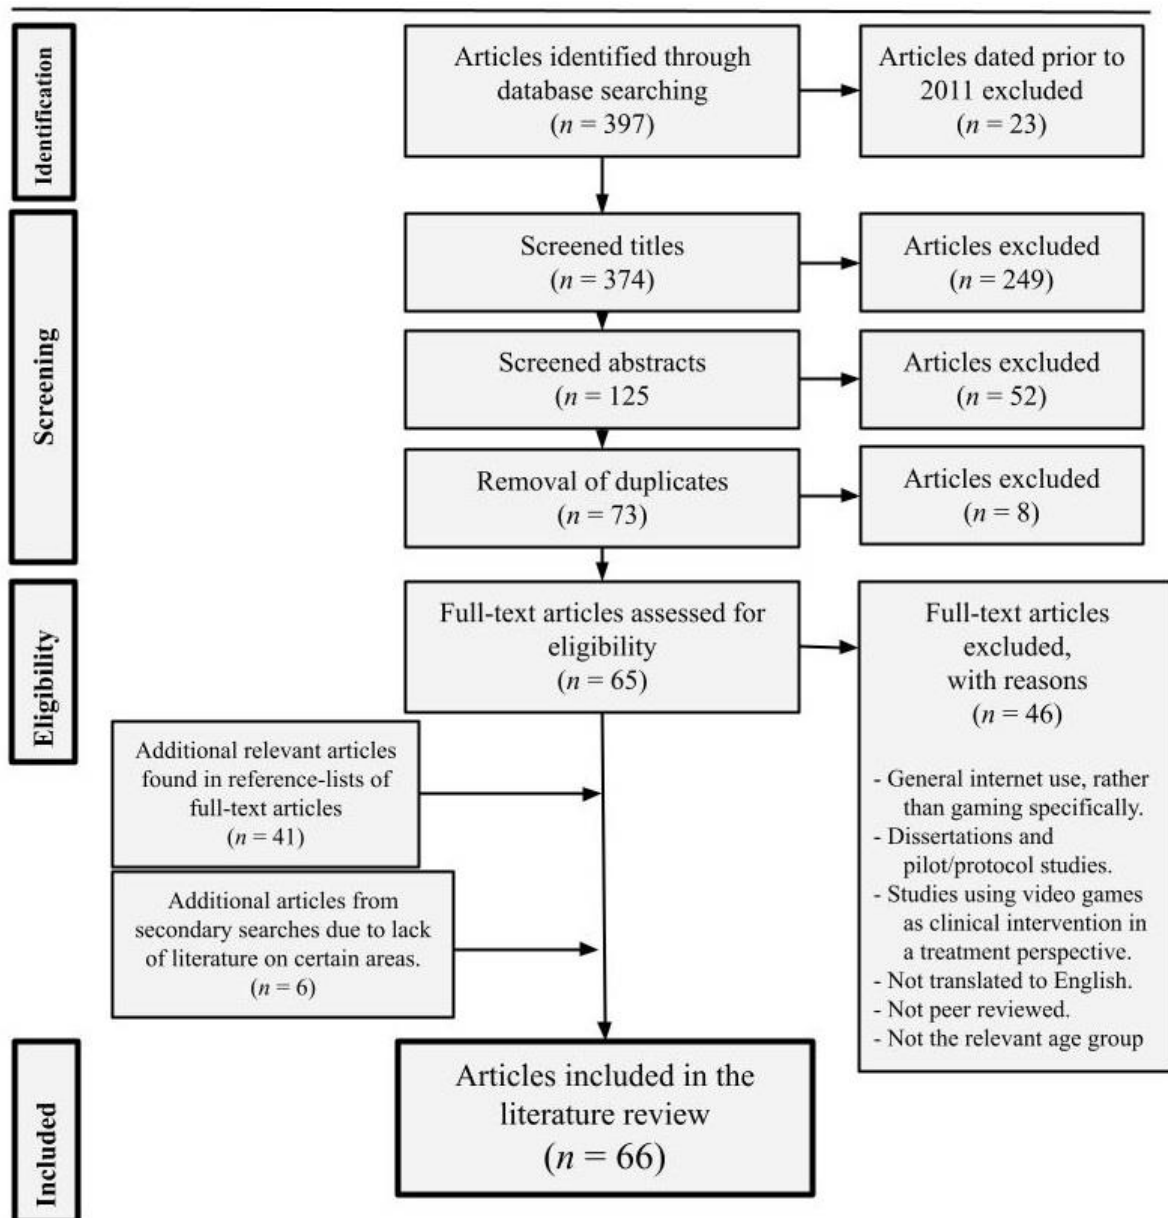 Identification
Articles identified through
database searching
(n = 397)
Articles dated prior to
2011 excluded
(n = 23)
Screening
Screened titles
(n = 374)
Articles excluded
(n = 249)
Screened abstracts
(n = 125
Articles excluded
(n = 52)
Removal of duplicates
(n = 73)
Articles excluded
(n = 8)
Eligibility
Full-text articles assessed for
eligibility
(n = 65)
Full-text articles
excluded,
with reasons
(n = 46)
- General internet use, rather
than gaming specifically.
- Dissertations and
pilot/protocol studies.
- Studies using video games
as clinical intervention in
a treatment perspective.
- Not translated to English.
- Not peer reviewed.
- Not the relevant age group
Additional relevant articles
found in reference-lists of
full-text articles
(n = 41)
Additional articles from
secondary searches due to lack
of literature on certain areas.
(n = 6)
Included
Articles included in the
literature review
(n = 66)